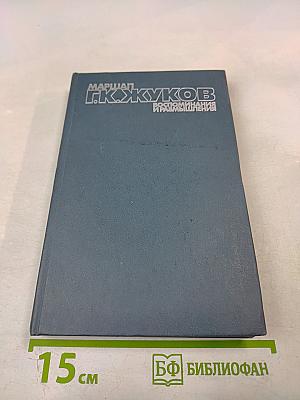 МАРШАЛ
Г.К.ЖУКОВ
ВОСПОМИНАНИЯ
И РАЗМЫШЛЕНИЯ
15 см
БФ БИБЛИОФАН